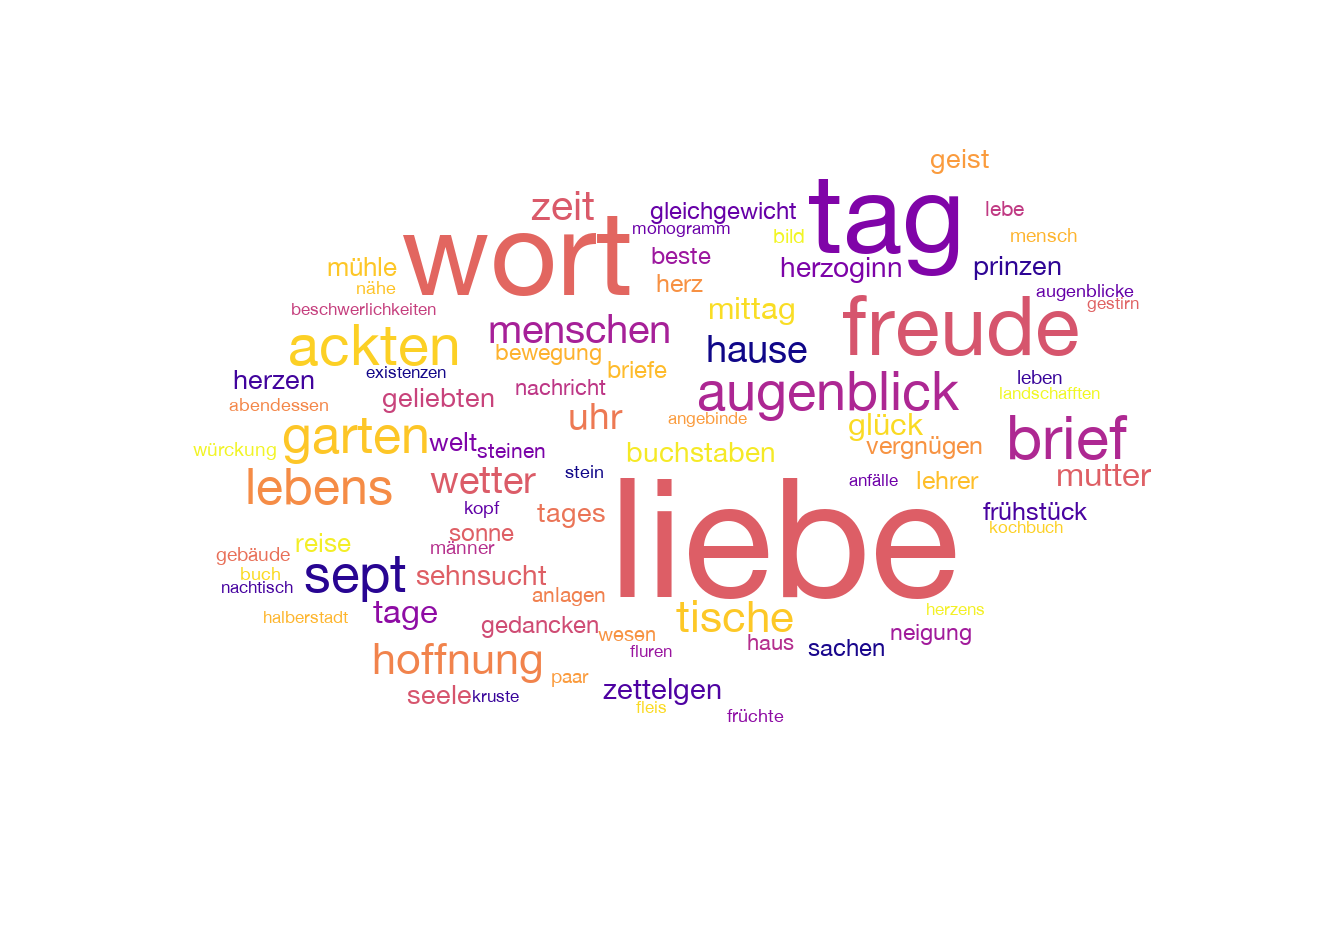 geist
zeit
gleichgewicht
tag
lebe
wort
monogramm
bild
mensch
beste
mühle
herzoginn
prinzen
nähe
herz
augenblicke
beschwerlichkeiten
mittag
freude
gestirn
ackten
menschen
hause
bewegung
herzen
existenzen
briefe
leben
abendessen
geliebten
nachricht
augenblick
landschafften
uhr
angebinde
glück
garten
welt
brief
würckung
steinen
buchstaben
vergnügen
lebens
wetter
stein
anfälle
lehrer
mutter
kopf
tages
liebe
frühstück
sonne
kochbuch
reise
männer
gebäude
buch
sept
sehnsucht
nachtisch
anlagen
halberstadt
tage
tische
herzens
gedancken
wesen
haus
neigung
hoffnung
fluren
sachen
paar
seele
kruste
zettelgen
fleis
früchte